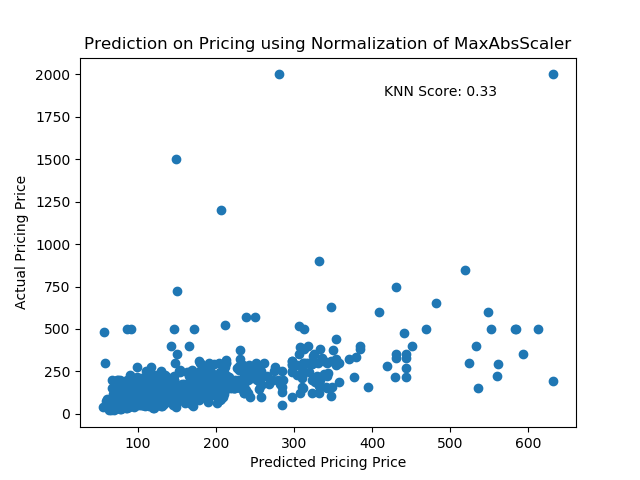 Prediction on Pricing using Normalization of MaxAbsScaler
2000
KNN Score: 0.33
1750
1500
1250
1000
750
500
250
0
Actual Pricing Price
100 200 300 400 500 600
Predicted Pricing Price